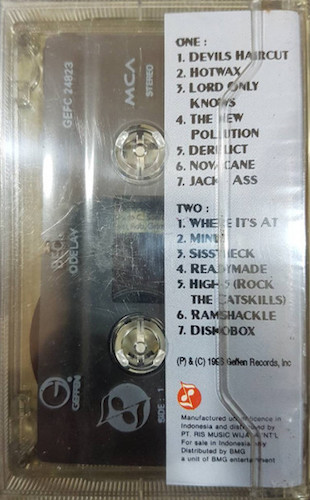 GEFC 24823
MCA
STEREO
BECK
ODELAY
GEFFEN
SIDE : 1
ONE :
1. DEVILS HAIRCUT
2. HOTWAX
3. LORD ONLY
KNOWS
4. THE NEW
POLLUTION
5. DERELICT
6. NOVACANE
7. JACK ASS
TWO :
1. WHERE IT'S AT
2. MINUS
3. SISSYNECK
4. READYMADE
5. HIGH 5 (ROCK
THE CATSKILLS)
6. RAMSHACKLE
7. DISKOBOX
(P) & (C) 1996 Geffen Records, Inc
Manufactured under licence in
Indonesia and distributed by
PT. RIS MUSIC INT'L
For sale in Indonesia only
Distributed by BMG
a unit of BMG entertainment